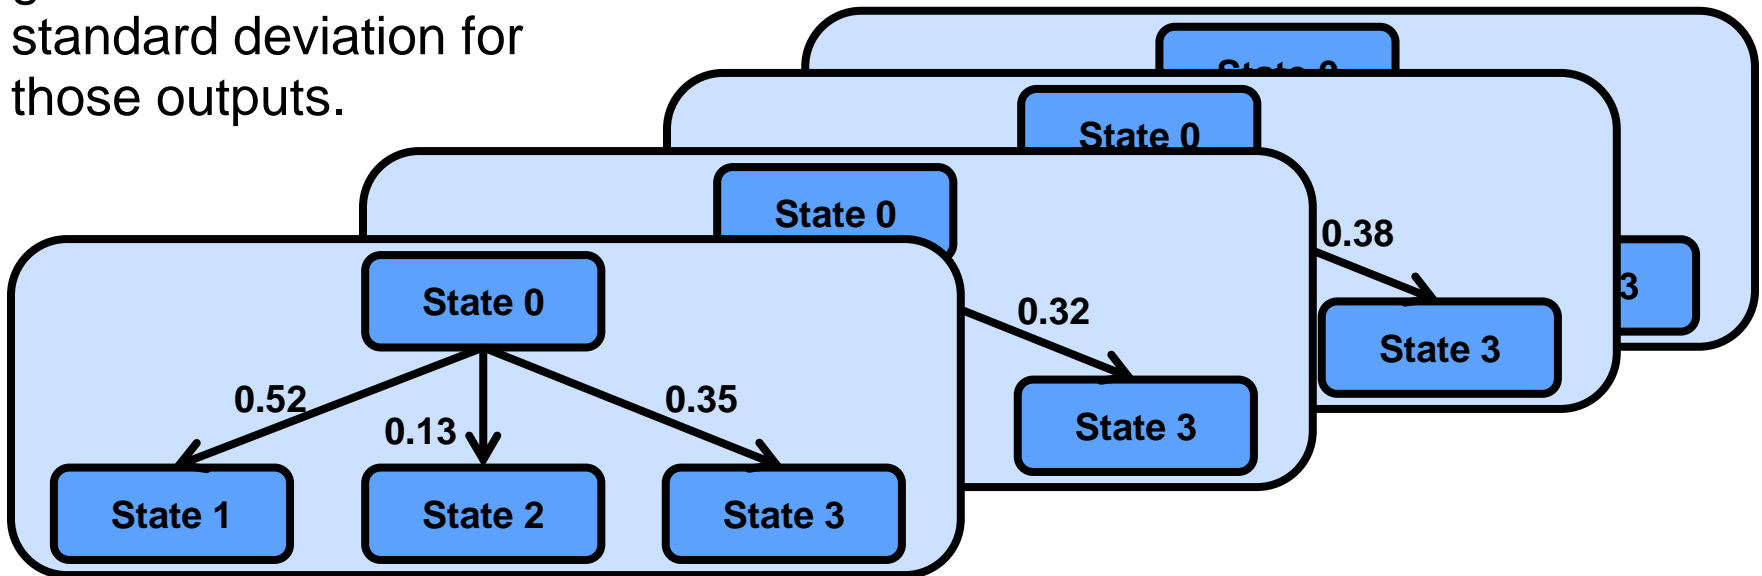 standard deviation for
those outputs.
State 0
State 0
State 0
0.38
3
State 0
0.32
State 3
0.52
0.13
0.35
State 3
State 1
State 2
State 3